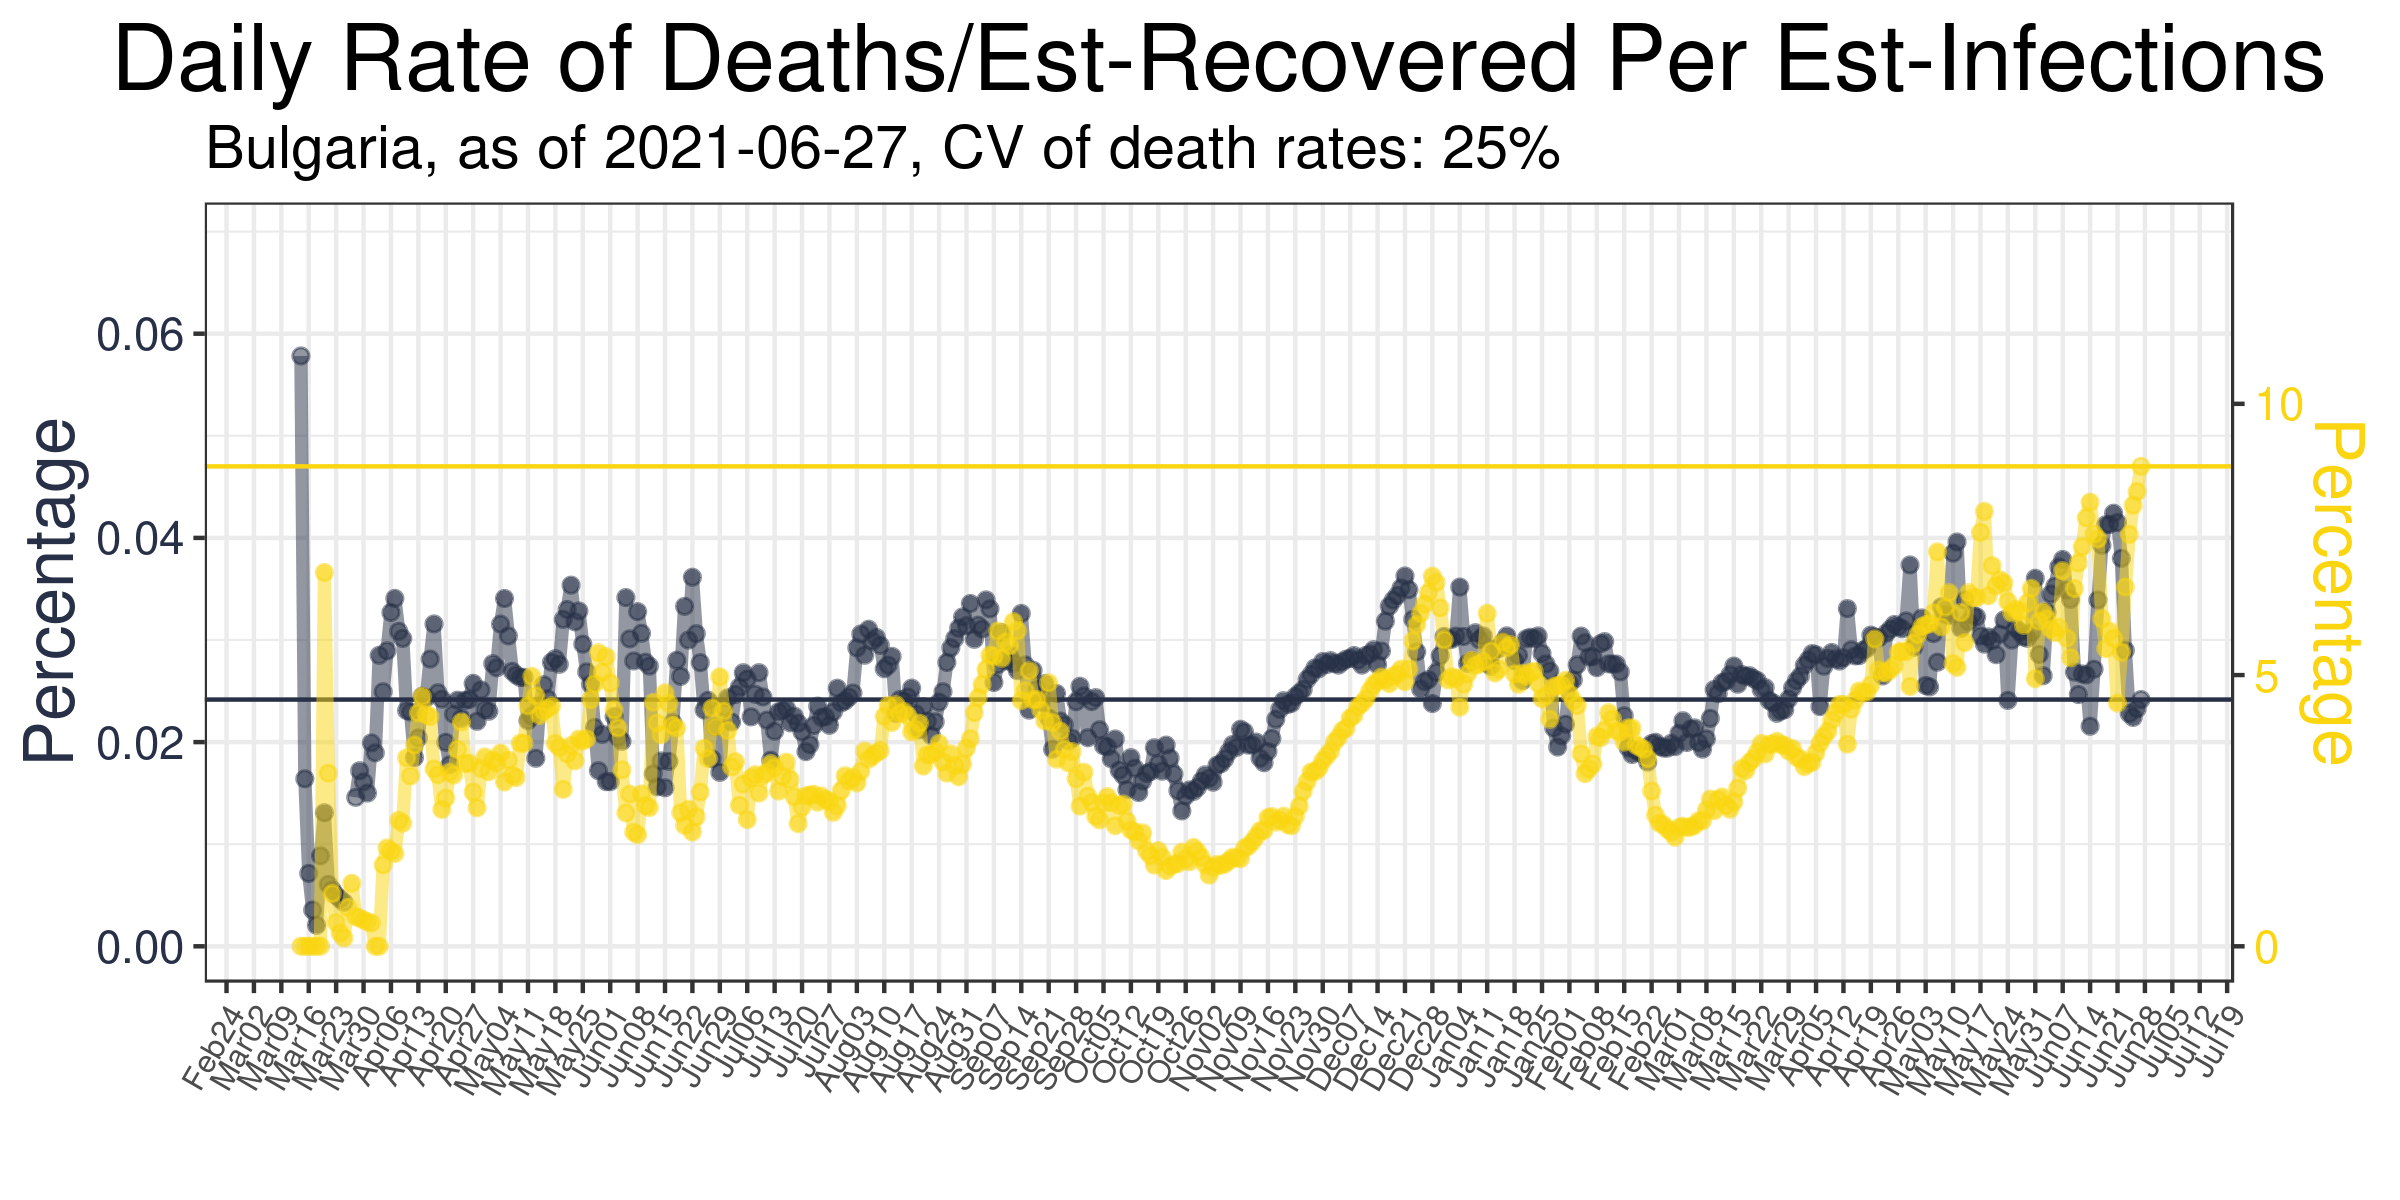 Daily Rate of Deaths/Est-Recovered Per Est-Infections
Bulgaria, as of 2021-06-27, CV of death rates: 25%
Percentage
0.06
0.04
0.02
0.00
10
5
0
Percentage
Feb24
Mar02
Mar09
Mar16
Mar23
Mar30
Apr06
Apr13
Apr20
Apr27
May04
May11
May18
May25
Jun01
Jun08
Jun15
Jun22
Jun29
Jul06
Jul13
Jul20
Jul27
Aug03
Aug10
Aug17
Aug24
Aug31
Sep07
Sep14
Sep21
Sep28
Oct05
Oct12
Oct19
Oct26
Nov02
Nov09
Nov16
Nov23
Nov30
Dec07
Dec14
Dec21
Dec28
Jan04
Jan11
Jan18
Jan25
Feb01
Feb08
Feb15
Feb22
Mar01
Mar08
Mar15
Mar22
Mar29
Apr05
Apr12
Apr19
Apr26
May03
May10
May17
May24
May31
Jun07
Jun14
Jun21
Jun28
Jul05
Jul12
Jul19